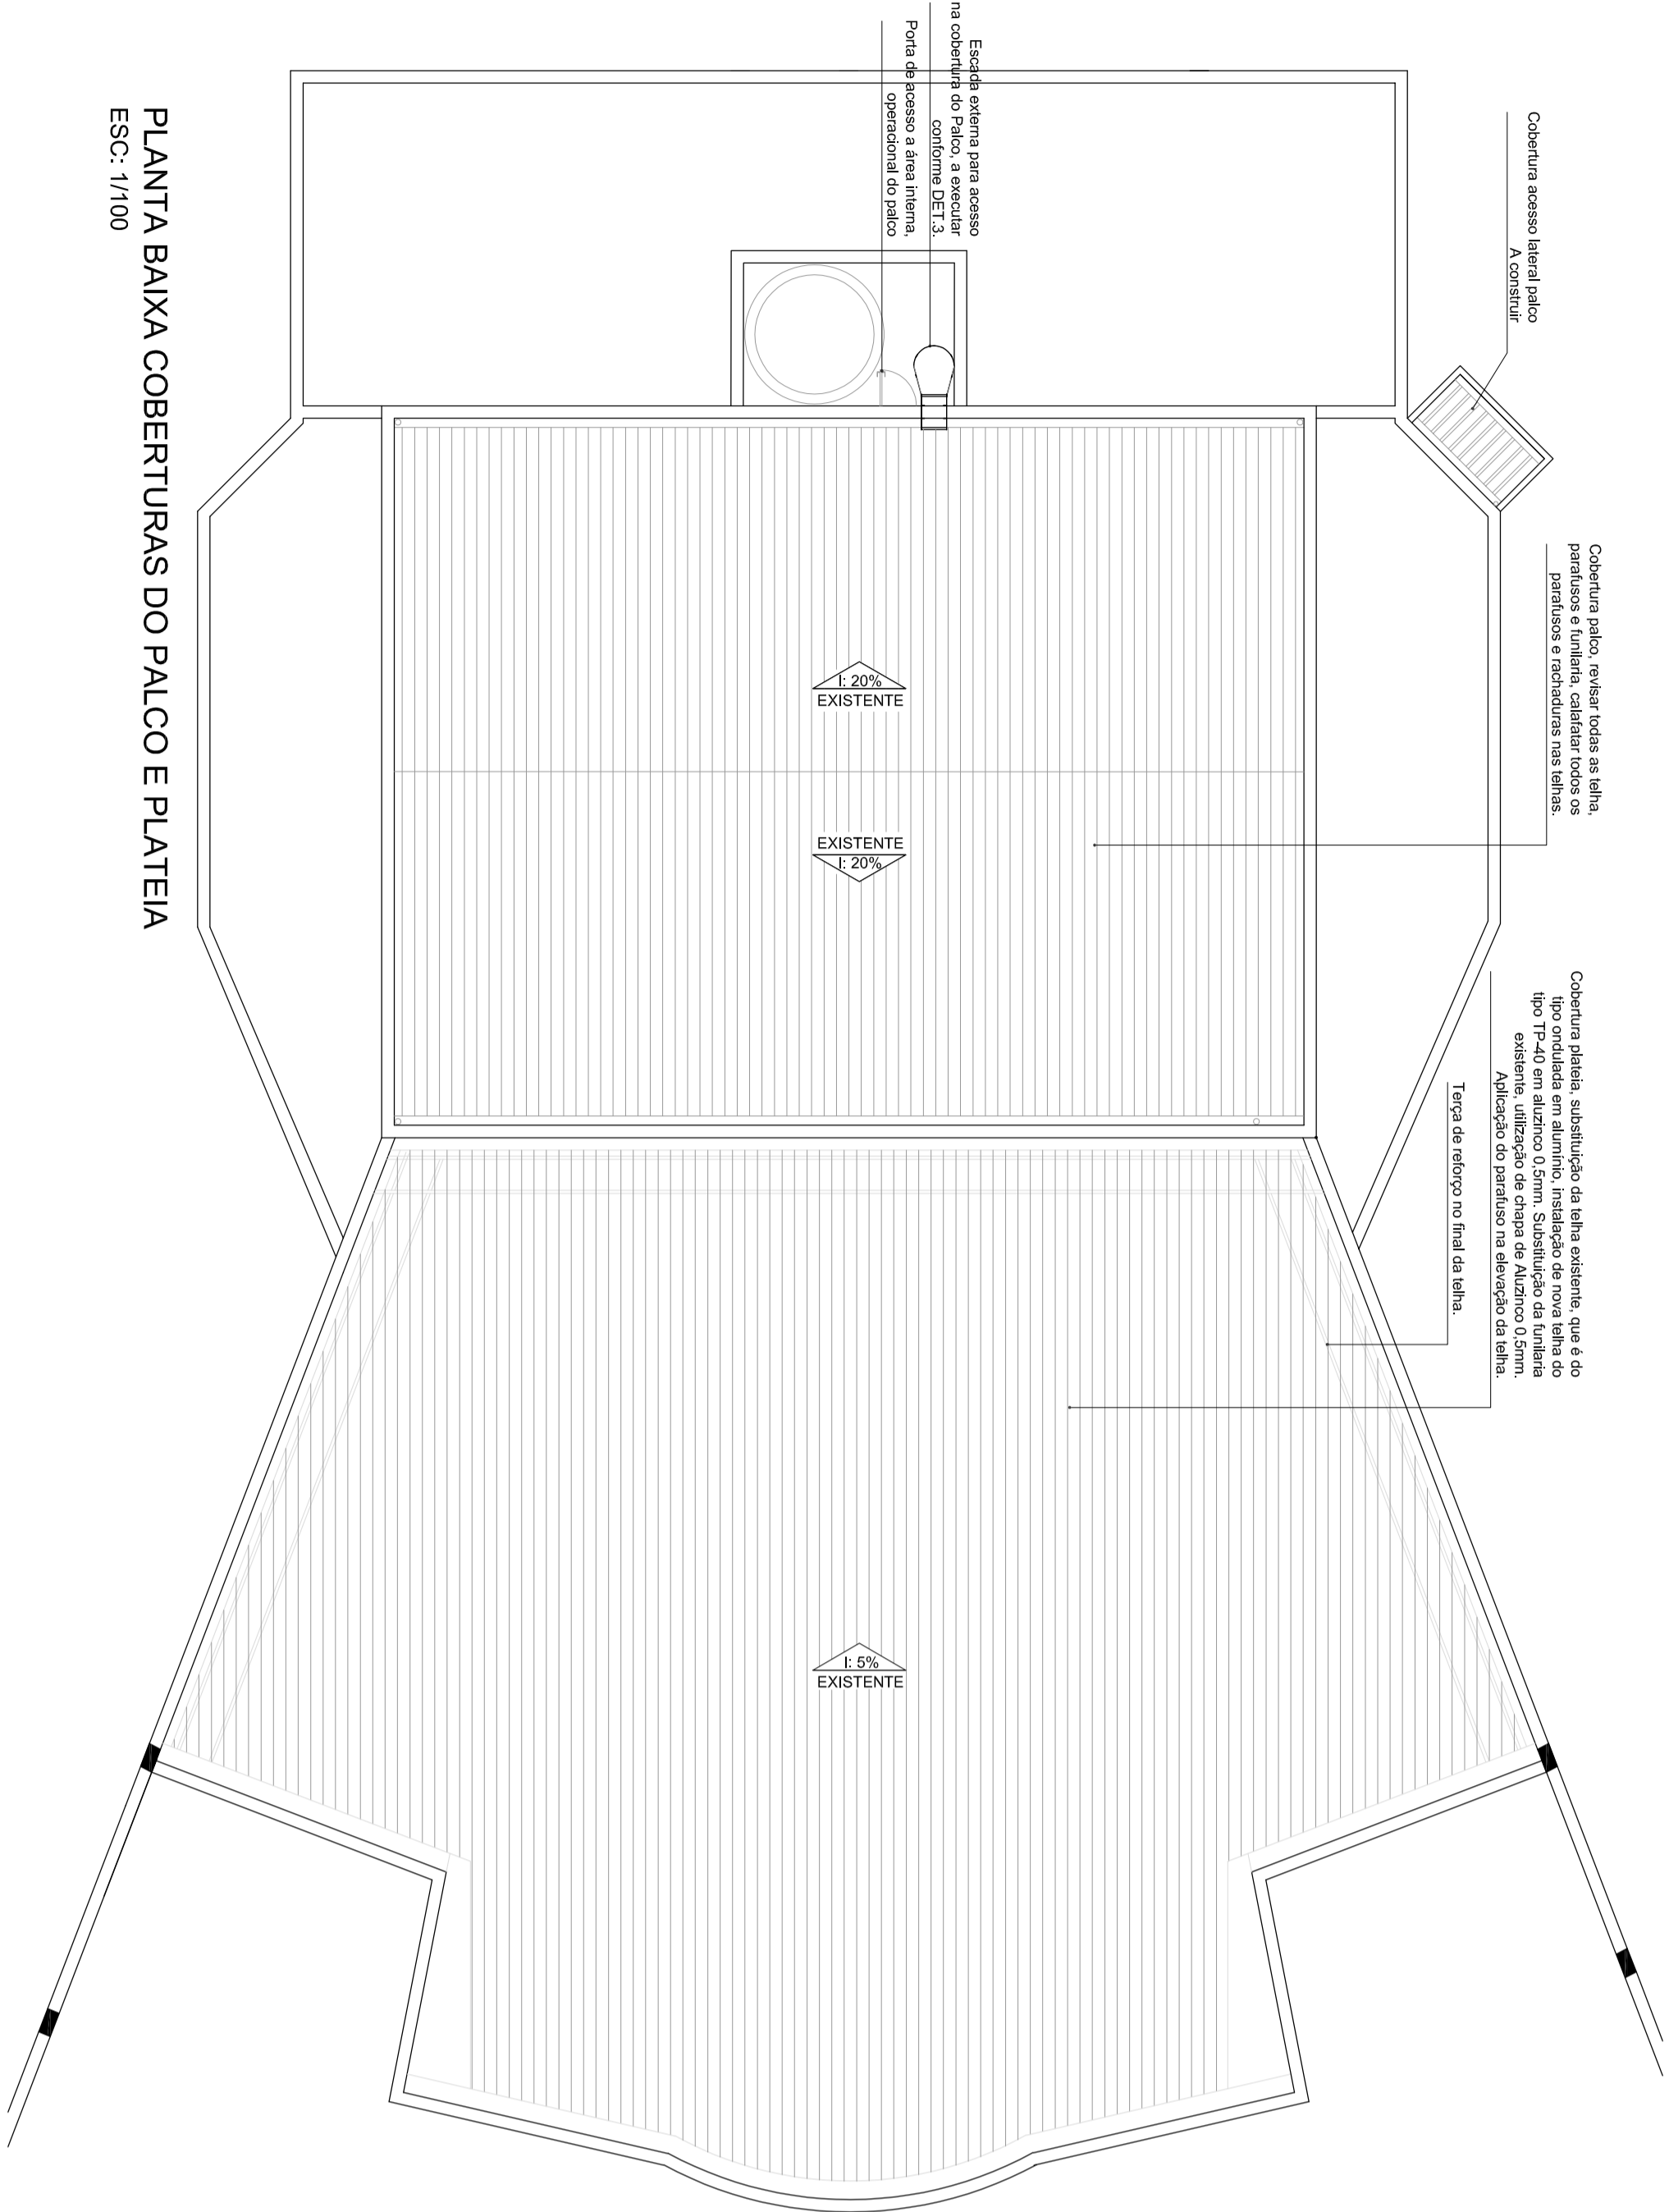 Escada externa para acesso
na cobertura do Palco, a executar
conforme DET.3.
Porta de acesso a área interna,
operacional do palco
Cobertura acesso lateral palco
A construir
Cobertura palco, revisar todas as telha,
parafusos e funilaria, calafatar todos os
parafusos e rachaduras nas telhas.
Cobertura plateia, substituição da telha existente, que é do
tipo ondulada em alumínio, instalação de nova telha do
tipo TP-40 em aluzinco 0,5mm. Substituição da funilaria
existente, utilização de chapa de Aluzinco 0,5mm.
Aplicação do parafuso na elevação da telha.
Terça de reforço no final da telha.
I: 20%
EXISTENTE
EXISTENTE
I: 20%
I: 5%
EXISTENTE
PLANTA BAIXA COBERTURAS DO PALCO E PLATEIA
ESC: 1/100